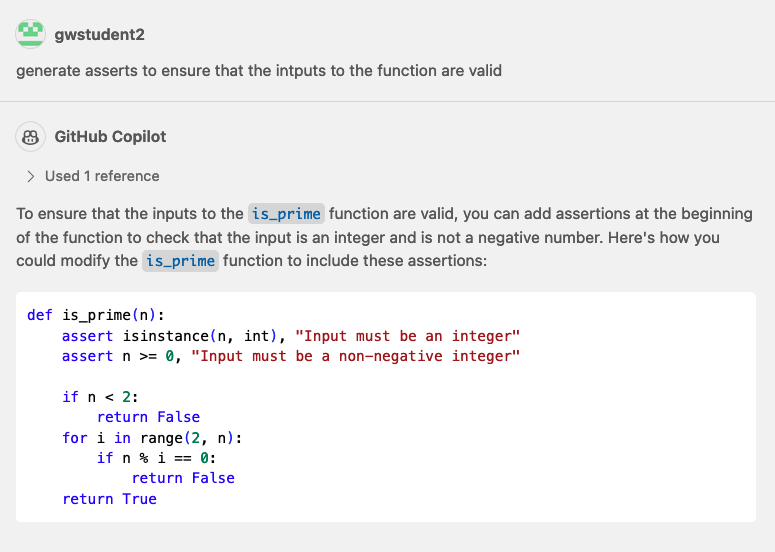 gwstudent2
generate asserts to ensure that the intputs to the function are valid
GitHub Copilot
Used 1 reference
To ensure that the inputs to the is_prime function are valid, you can add assertions at the beginning
of the function to check that the input is an integer and is not a negative number. Here's how you
could modify the is_prime function to include these assertions:
def is_prime(n):
    assert isinstance(n, int), "Input must be an integer"
    assert n >= 0, "Input must be a non-negative integer"
    if n < 2:
        return False
    for i in range(2, n):
        if n % i == 0:
            return False
    return True